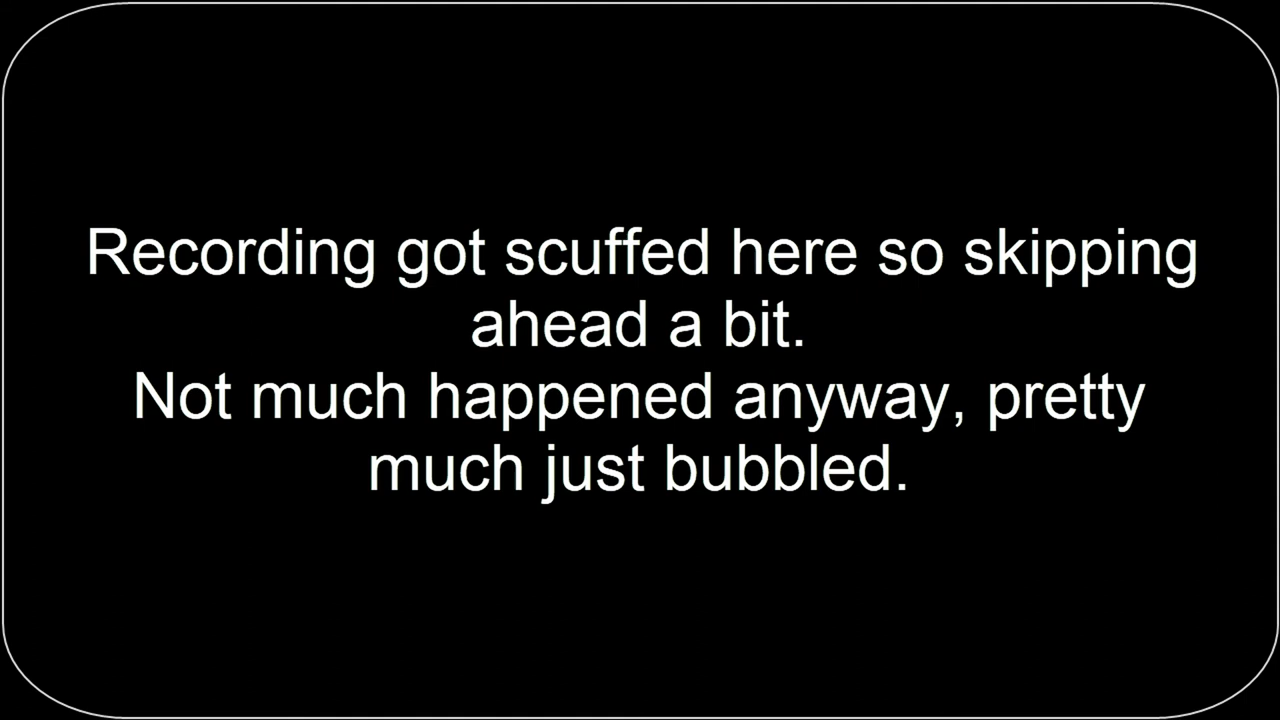 Recording got scuffed here so skipping
ahead a bit.
Not much happened anyway, pretty
much just bubbled.